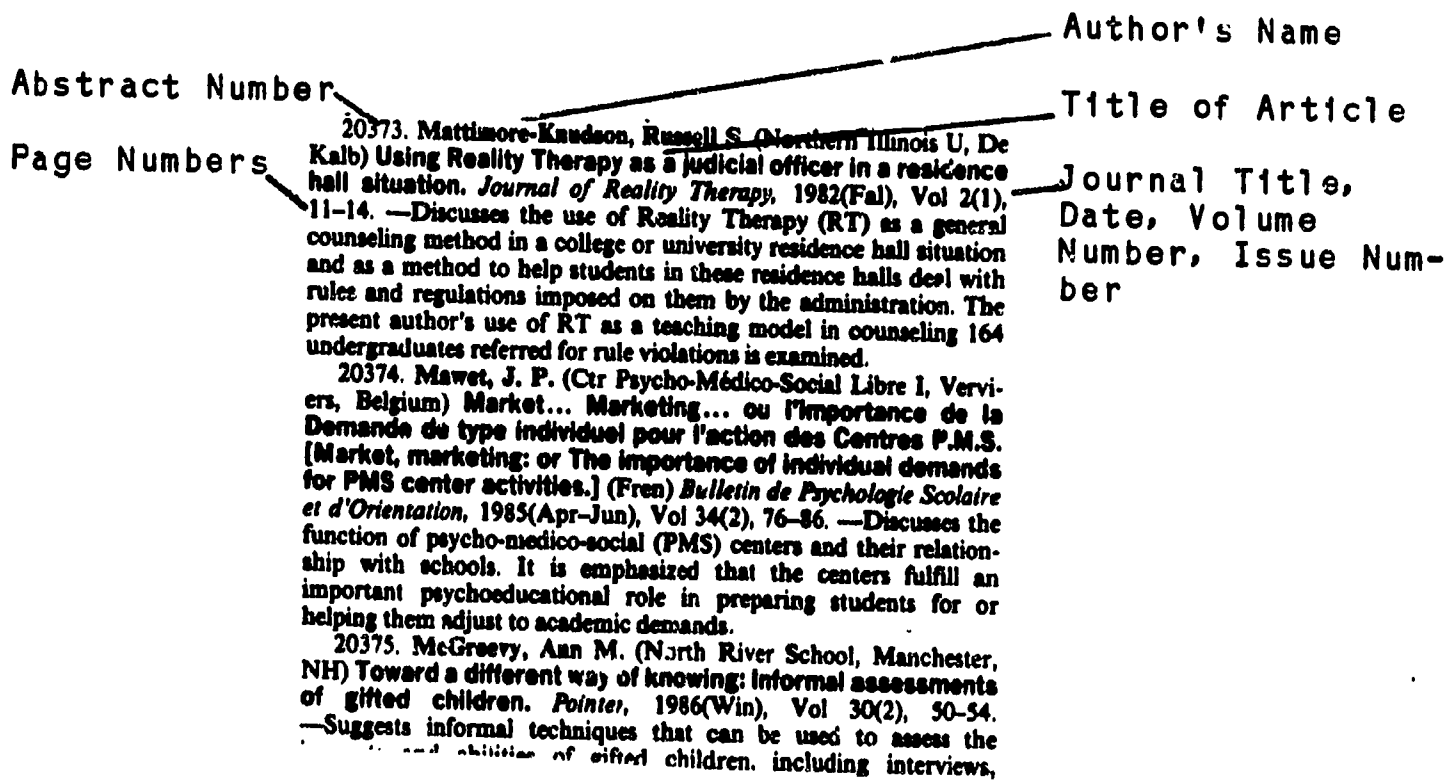 Author's Name
Abstract Number
Title of Article
Page Numbers
Journal Title,
Date, Volume
Number, Issue Num-
ber
20373. Mattimore-Knudson, Russell S. (Northern Illinois U, De
Kalb) Using Reality Therapy as a judicial officer in a residence
hall situation. Journal of Reality Therapy, 1982(Fal), Vol 2(1),
11–14. —Discusses the use of Reality Therapy (RT) as a general
counseling method in a college or university residence hall situation
and as a method to help students in these residence halls deal with
rules and regulations imposed on them by the administration. The
present author's use of RT as a teaching model in counseling 164
undergraduates referred for rule violations is examined.
20374. Mawet, J. P. (Ctr Psycho-Médico-Social Libre I, Vervi-
ers, Belgium) Market... Marketing... ou l'importance de la
Demande du type individuel pour l'action des Centres P.M.S.
[Market, marketing: or The importance of individual demands
for PMS center activities.] (Fren) Bulletin de Psychologie Scolaire
et d'Orientation, 1985(Apr–Jun), Vol 34(2), 76–86. —Discusses the
function of psycho-medico-social (PMS) centers and their relation-
ship with schools. It is emphasized that the centers fulfill an
important psychoeducational role in preparing students for or
helping them adjust to academic demands.
20375. McGreevy, Ann M. (North River School, Manchester,
NH) Toward a different way of knowing: Informal assessments
of gifted children. Pointer, 1986(Win), Vol 30(2), 50–54.
—Suggests informal techniques that can be used to assess the
and abilities of gifted children, including interviews,